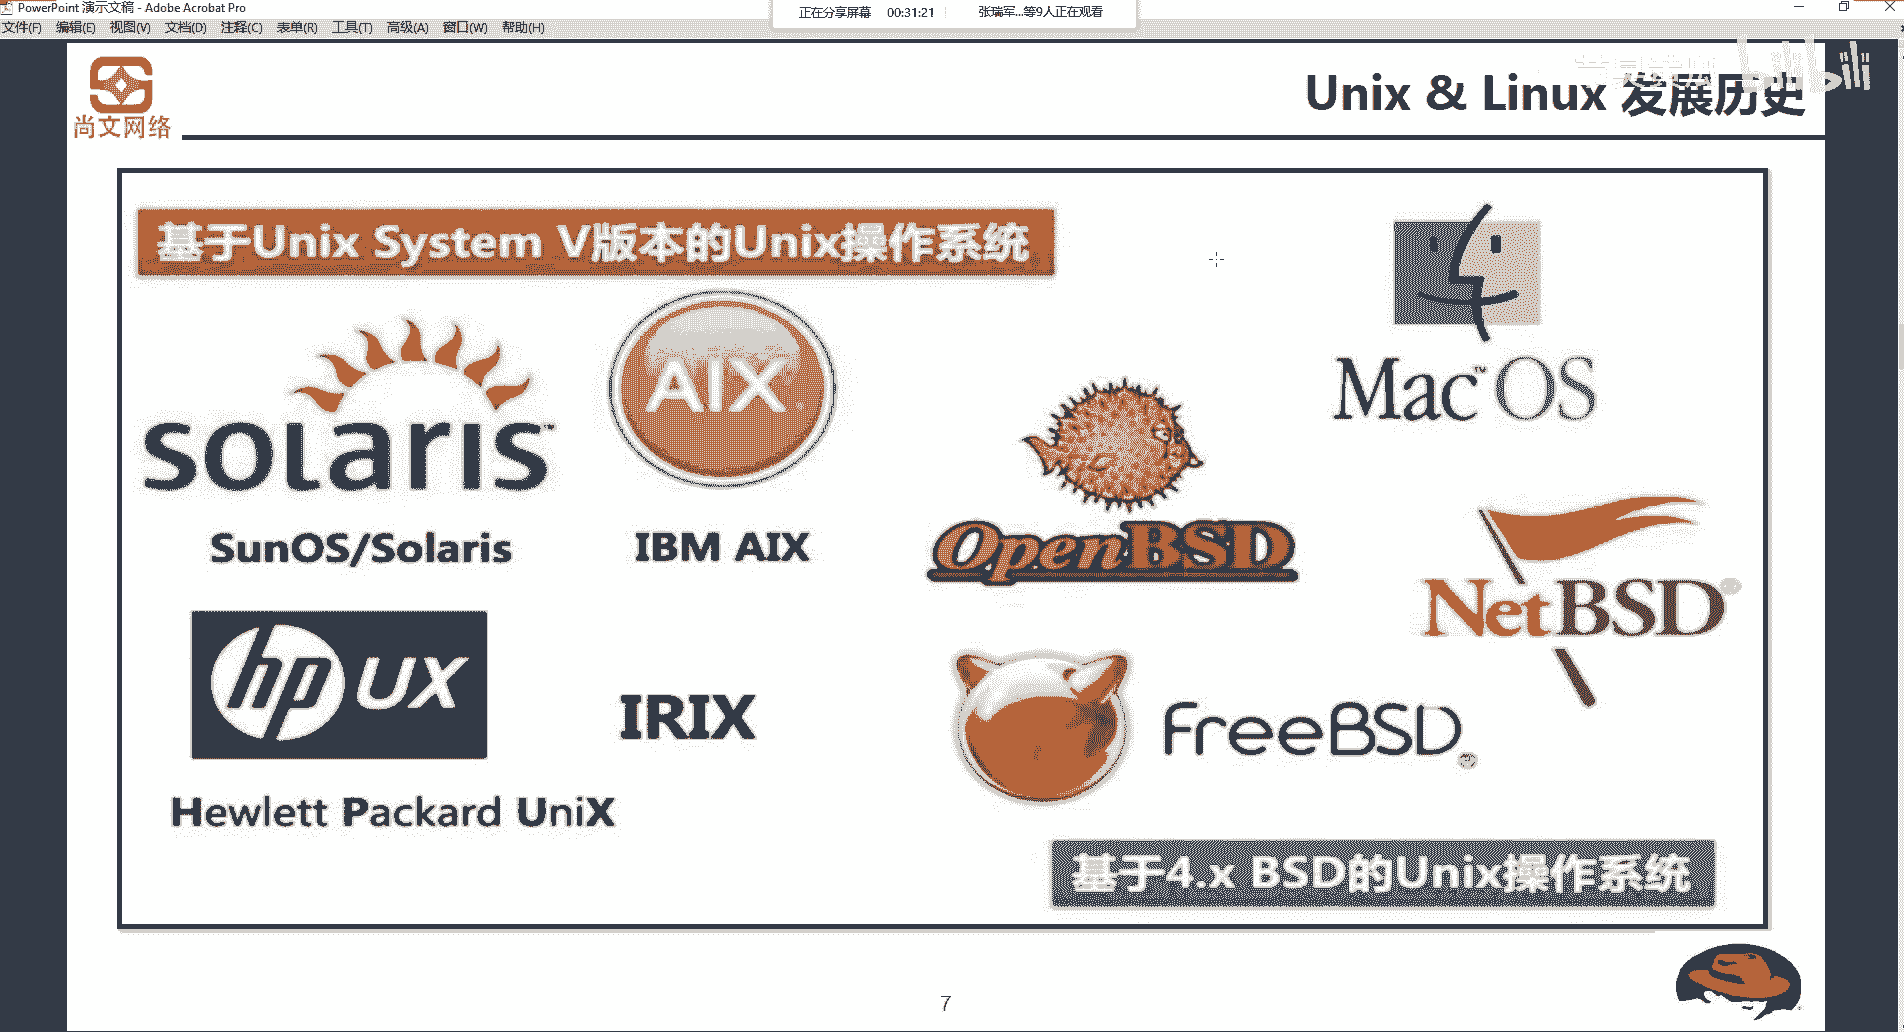 PowerPoint 演示文稿 - Adobe Acrobat Pro
正在分享屏幕 00:31:21 张瑞军...等9人正在观看
文件(F) 编辑(E) 视图(V) 文档(D) 注释(C) 表单(R) 工具(T) 高级(A) 窗口(W) 帮助(H)
bilibili
尚文网络
Unix & Linux 发展历史
基于Unix System V版本的Unix操作系统
solaris
AIX
Mac OS
SunOS/Solaris
IBM AIX
OpenBSD
NetBSD
hp UX
IRIX
FreeBSD
Hewlett Packard UniX
基于4.x BSD的Unix操作系统
7